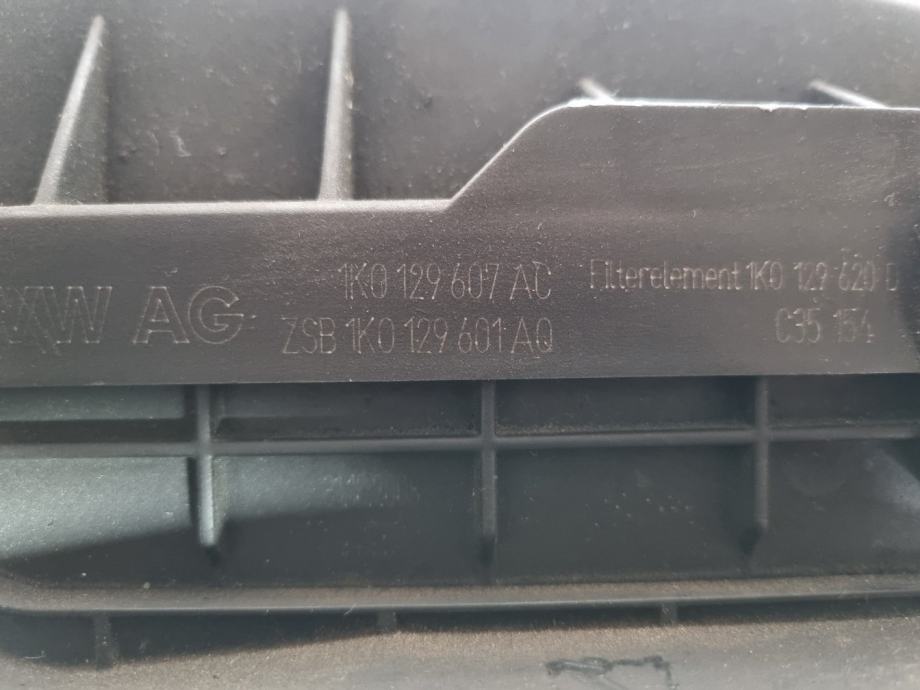 VW AG
1K0 129 607 AC
ZSB 1K0 129 601 AQ
Filterelement 1K0 129 620 D
C35 154